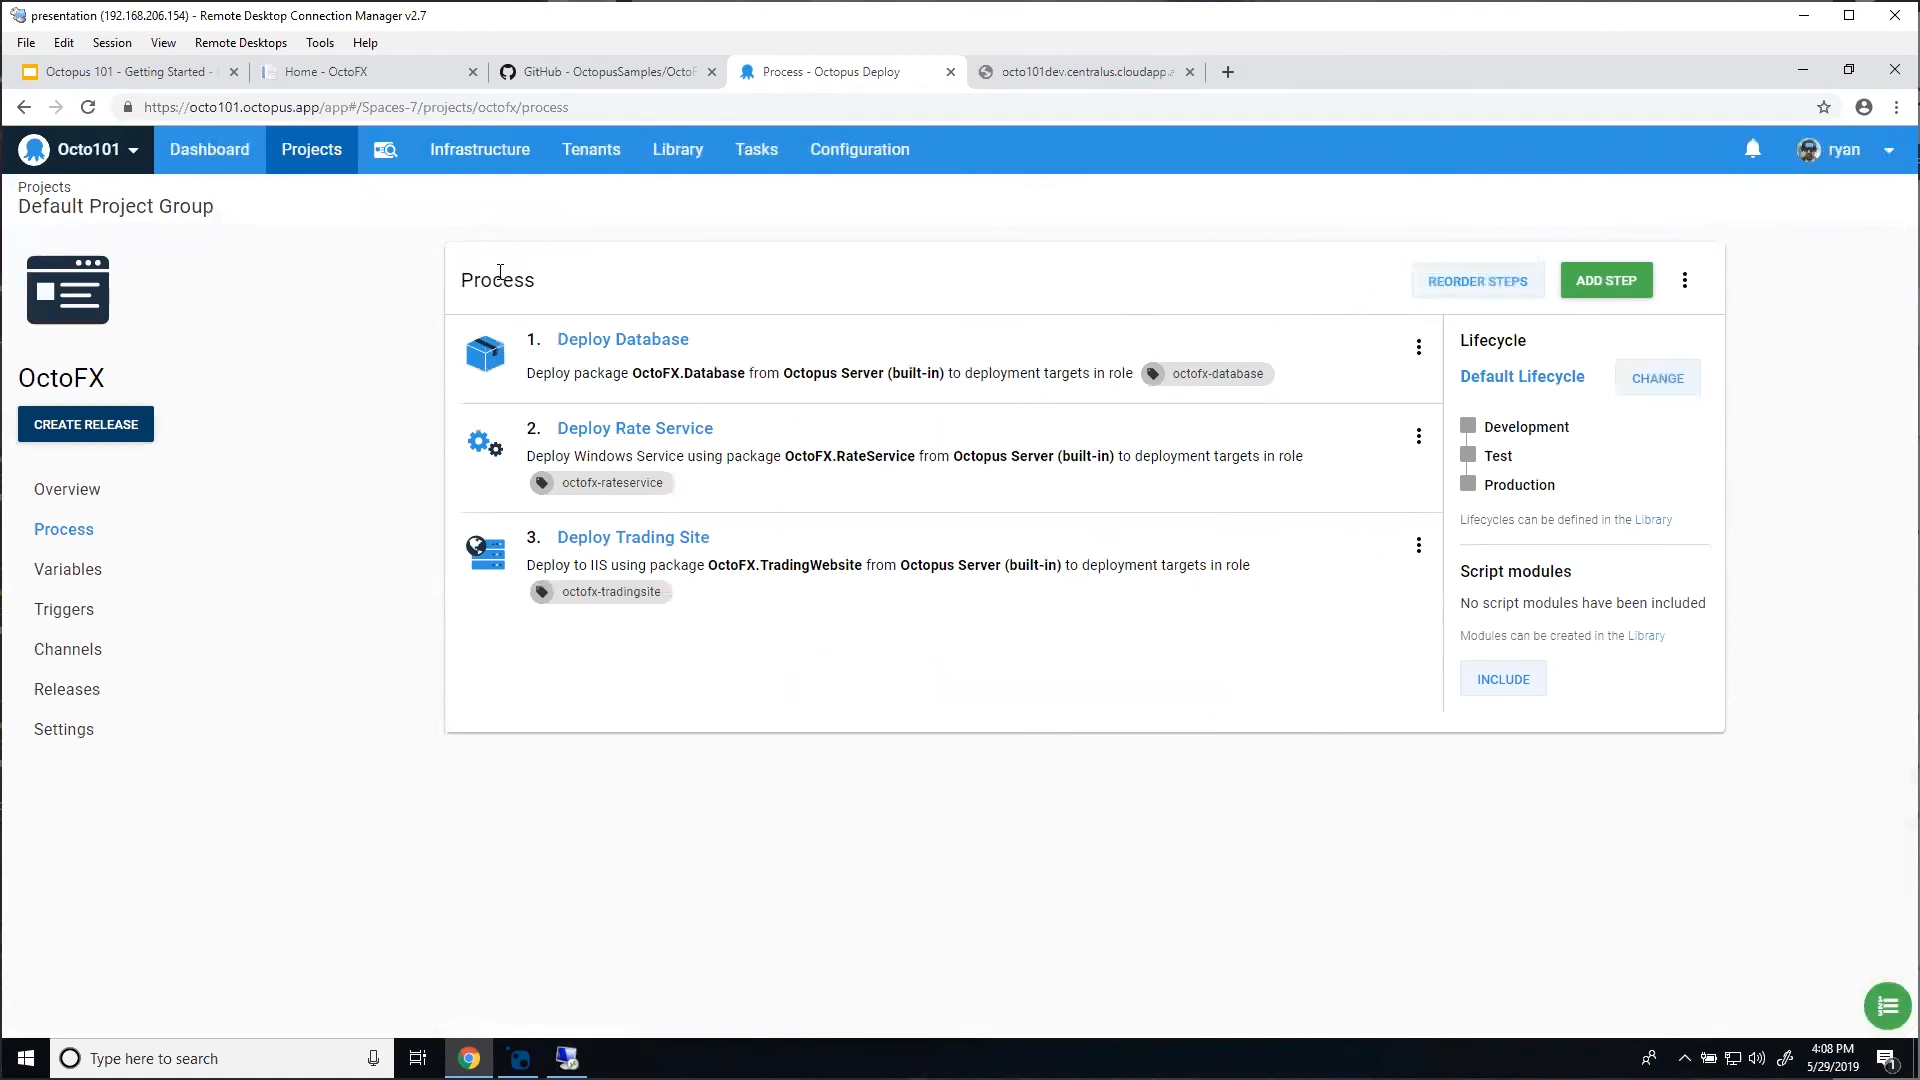 presentation (192.168.206.154) - Remote Desktop Connection Manager v2.7
File Edit Session View Remote Desktops Tools Help
Octopus 101 - Getting Started - Home - OctoFX GitHub - OctopusSamples/OctoF Process - Octopus Deploy octo101dev.centralus.cloudapp.a
https://octo101.octopus.app/app#/Spaces-7/projects/octofx/process
Octo101 Dashboard Projects Infrastructure Tenants Library Tasks Configuration ryan
Projects
Default Project Group
Process REORDER STEPS ADD STEP
OctoFX
CREATE RELEASE
Overview
Process
Variables
Triggers
Channels
Releases
Settings
1. Deploy Database
Deploy package OctoFX.Database from Octopus Server (built-in) to deployment targets in role octofx-database
2. Deploy Rate Service
Deploy Windows Service using package OctoFX.RateService from Octopus Server (built-in) to deployment targets in role
octofx-rateservice
3. Deploy Trading Site
Deploy to IIS using package OctoFX.TradingWebsite from Octopus Server (built-in) to deployment targets in role
octofx-tradingsite
Lifecycle
Default Lifecycle CHANGE
Development
Test
Production
Lifecycles can be defined in the Library
Script modules
No script modules have been included
Modules can be created in the Library
INCLUDE
Type here to search
4:08 PM
5/29/2019
1